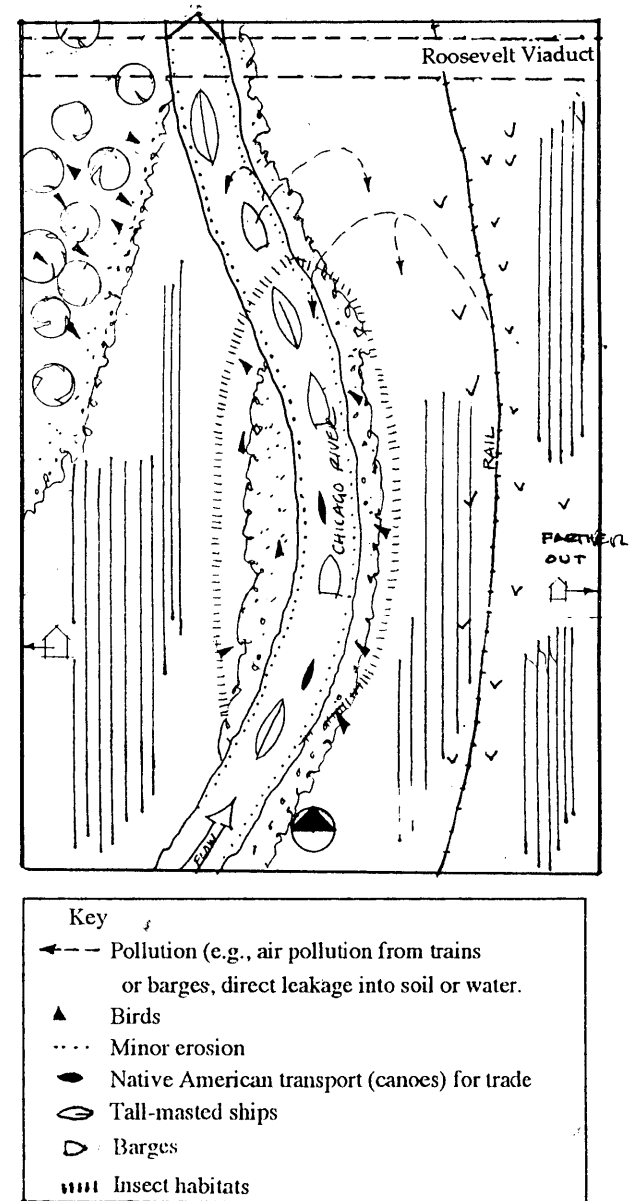 Roosevelt Viaduct
CHICAGO RIVER
RAIL
FARTHER
OUT
FLOW
Key
Pollution (e.g., air pollution from trains
or barges, direct leakage into soil or water.
Birds
Minor erosion
Native American transport (canoes) for trade
Tall-masted ships
Barges
Insect habitats